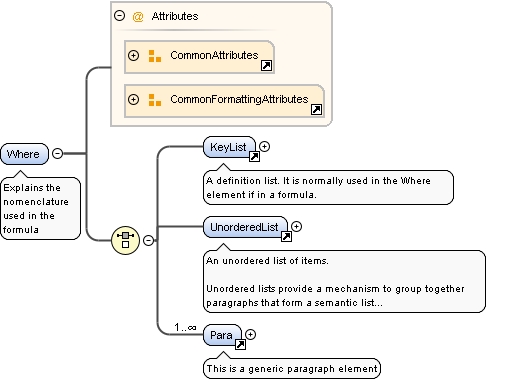 @ Attributes
CommonAttributes
CommonFormattingAttributes
Where
Explains the
nomenclature
used in the
formula
KeyList
A definition list. It is normally used in the Where
element if in a formula.
UnorderedList
An unordered list of items.
Unordered lists provide a mechanism to group together
paragraphs that form a semantic list...
1..∞
Para
This is a generic paragraph element